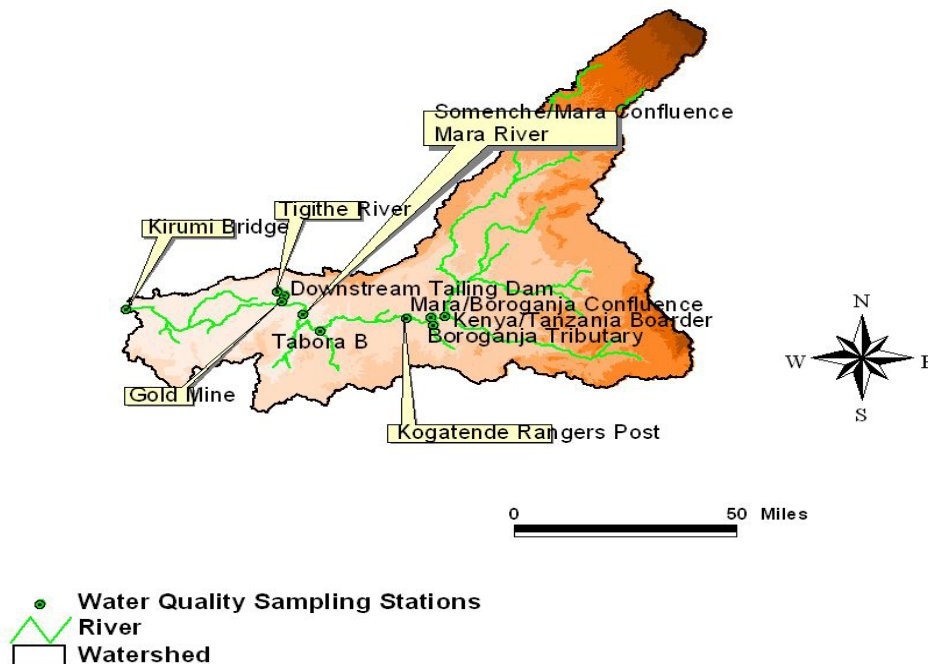 Somenche/Mara Confluence
Mara River
Tigithe River
Kirumi Bridge
Downstream Tailing Dam
Mara/Boroganja Confluence
Kenya/Tanzania Boarder
Boroganja Tributary
Tabora B
Gold Mine
Kogatende Rangers Post
N
W
E
S
0 50 Miles
Water Quality Sampling Stations
River
Watershed